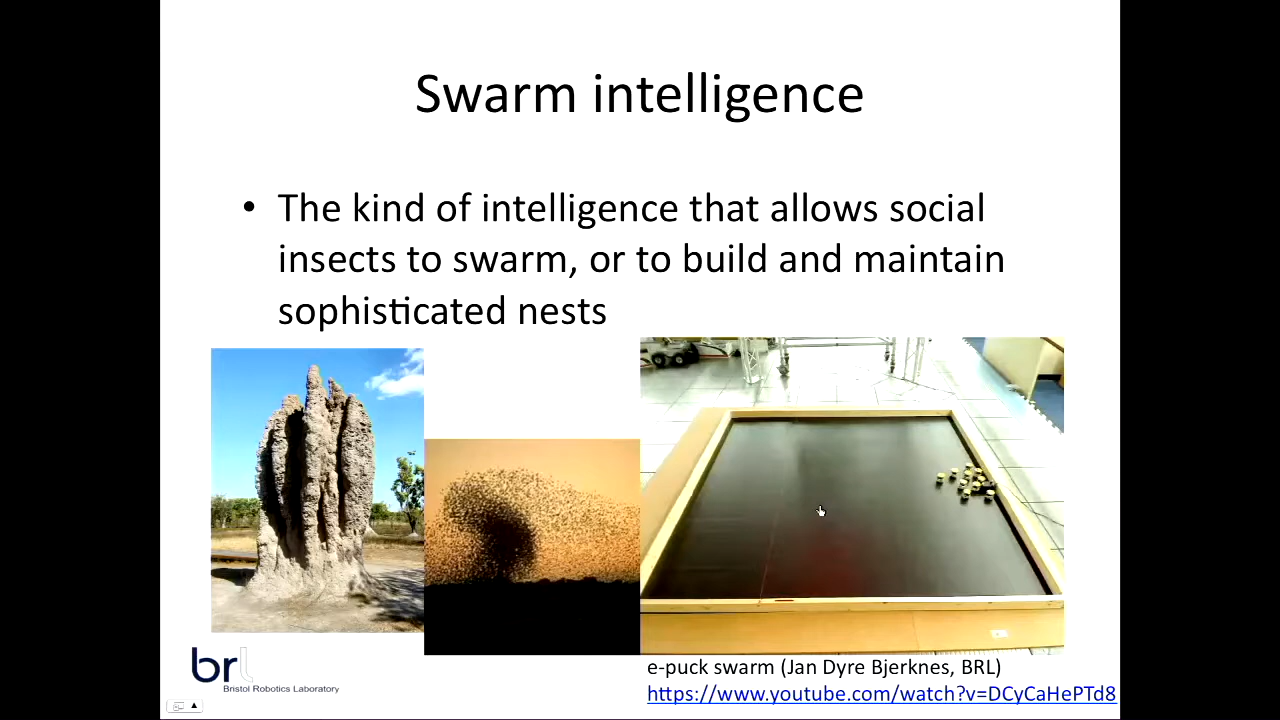 Swarm intelligence
• The kind of intelligence that allows social
insects to swarm, or to build and maintain
sophisticated nests
brl
Bristol Robotics Laboratory
e-puck swarm (Jan Dyre Bjerknes, BRL)
https://www.youtube.com/watch?v=DCyCaHePTd8